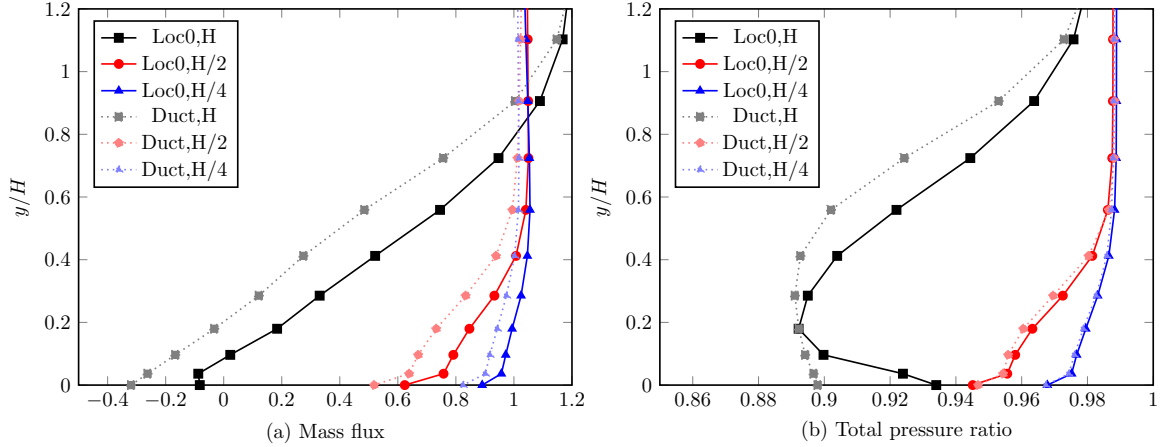 1.2
1
0.8
0.6
0.4
0.2
0
y/H
Loc0,H
Loc0,H/2
Loc0,H/4
Duct,H
Duct,H/2
Duct,H/4
−0.4 −0.2 0 0.2 0.4 0.6 0.8 1 1.2
(a) Mass flux
1.2
1
0.8
0.6
0.4
0.2
0
y/H
Loc0,H
Loc0,H/2
Loc0,H/4
Duct,H
Duct,H/2
Duct,H/4
0.86 0.88 0.9 0.92 0.94 0.96 0.98 1
(b) Total pressure ratio